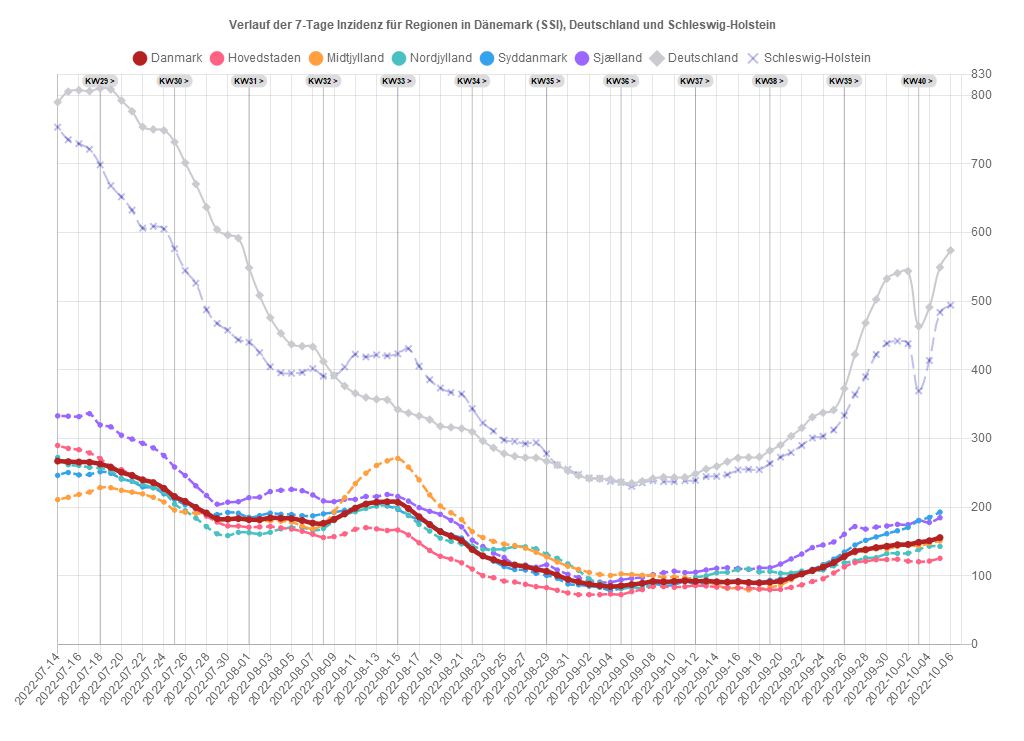 Verlauf der 7-Tage Inzidenz für Regionen in Dänemark (SSI), Deutschland und Schleswig-Holstein
Danmark Hovedstaden Midtjylland Nordjylland Syddanmark Sjælland Deutschland Schleswig-Holstein
KW29 > KW30 > KW31 > KW32 > KW33 > KW34 > KW35 > KW36 > KW37 > KW38 > KW39 > KW40 >
830
800
700
600
500
400
300
200
100
0
2022-07-14 2022-07-16 2022-07-18 2022-07-20 2022-07-22 2022-07-24 2022-07-26 2022-07-28 2022-07-30 2022-08-01 2022-08-03 2022-08-05 2022-08-07 2022-08-09 2022-08-11 2022-08-13 2022-08-15 2022-08-17 2022-08-19 2022-08-21 2022-08-23 2022-08-25 2022-08-27 2022-08-29 2022-08-31 2022-09-02 2022-09-04 2022-09-06 2022-09-08 2022-09-10 2022-09-12 2022-09-14 2022-09-16 2022-09-18 2022-09-20 2022-09-22 2022-09-24 2022-09-26 2022-09-28 2022-09-30 2022-10-02 2022-10-04 2022-10-06